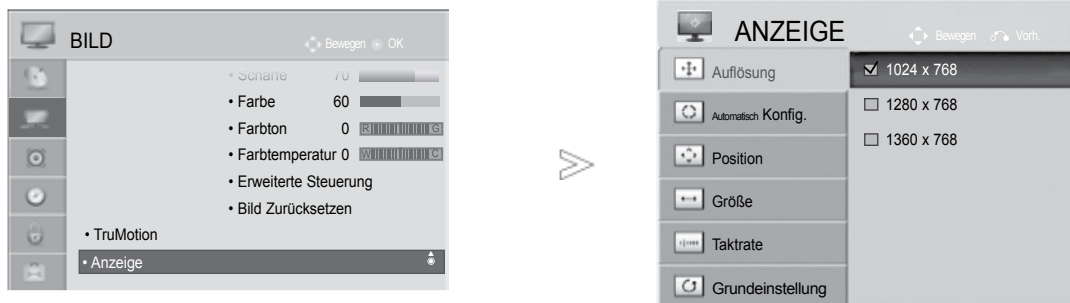 BILD
Bewegen OK
• Schärfe 70
• Farbe 60
• Farbton 0 R G
• Farbtemperatur 0 W C
• Erweiterte Steuerung
• Bild Zurücksetzen
• TruMotion
• Anzeige
ANZEIGE
Bewegen Vorh.
Auflösung
Automatisch Konfig.
Position
Größe
Taktrate
Grundeinstellung
1024 x 768
1280 x 768
1360 x 768